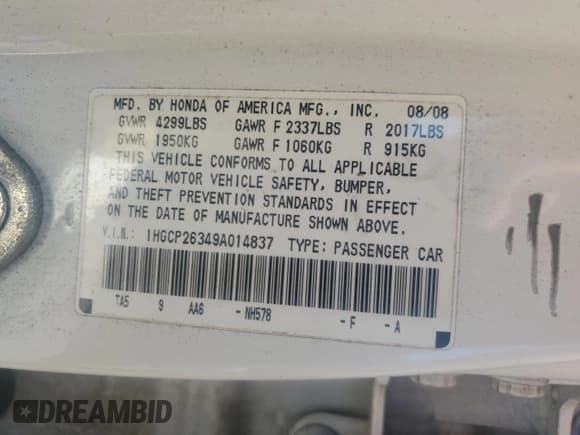 MFD. BY HONDA OF AMERICA MFG., INC. 08/08
GVWR 4299LBS GAWR F 2337LBS R 2017LBS
GVWR 1950KG GAWR F 1060KG R 915KG
THIS VEHICLE CONFORMS TO ALL APPLICABLE
FEDERAL MOTOR VEHICLE SAFETY, BUMPER,
AND THEFT PREVENTION STANDARDS IN EFFECT
ON THE DATE OF MANUFACTURE SHOWN ABOVE.
V.I.N.: 1HGCP26349A014837 TYPE: PASSENGER CAR
TA5 9 AA6 - NH578 - F - A
DREAMBID